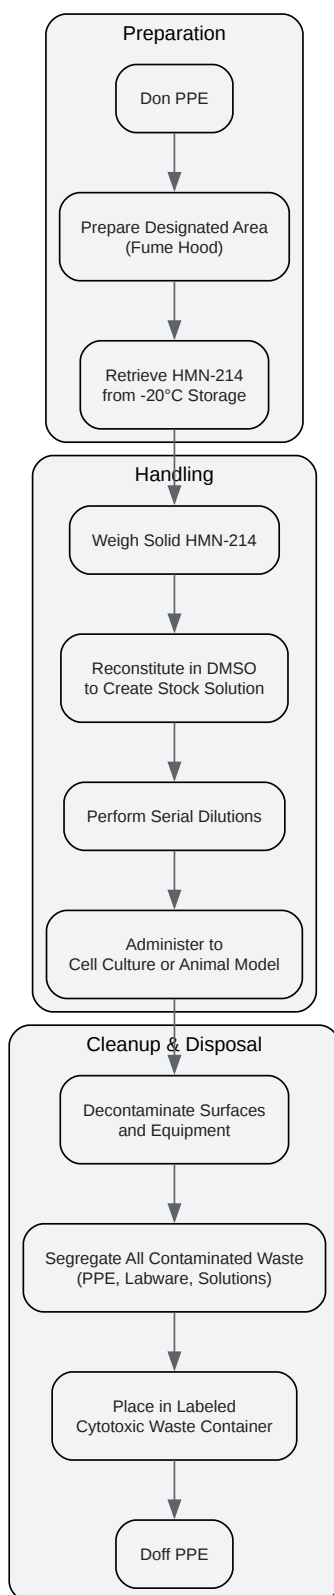 Preparation
Don PPE
Prepare Designated Area
(Fume Hood)
Retrieve HMN-214
from -20°C Storage
Handling
Weigh Solid HMN-214
Reconstitute in DMSO
to Create Stock Solution
Perform Serial Dilutions
Administer to
Cell Culture or Animal Model
Cleanup & Disposal
Decontaminate Surfaces
and Equipment
Segregate All Contaminated Waste
(PPE, Labware, Solutions)
Place in Labeled
Cytotoxic Waste Container
Doff PPE